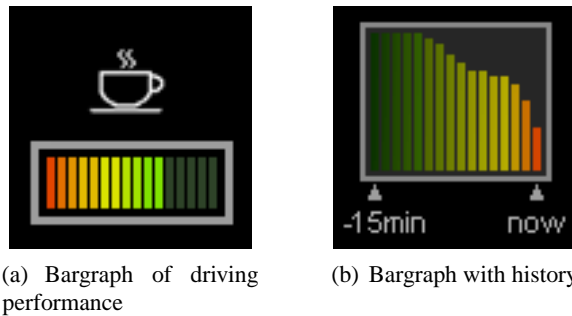 -15min now
(a) Bargraph of driving
performance
(b) Bargraph with history